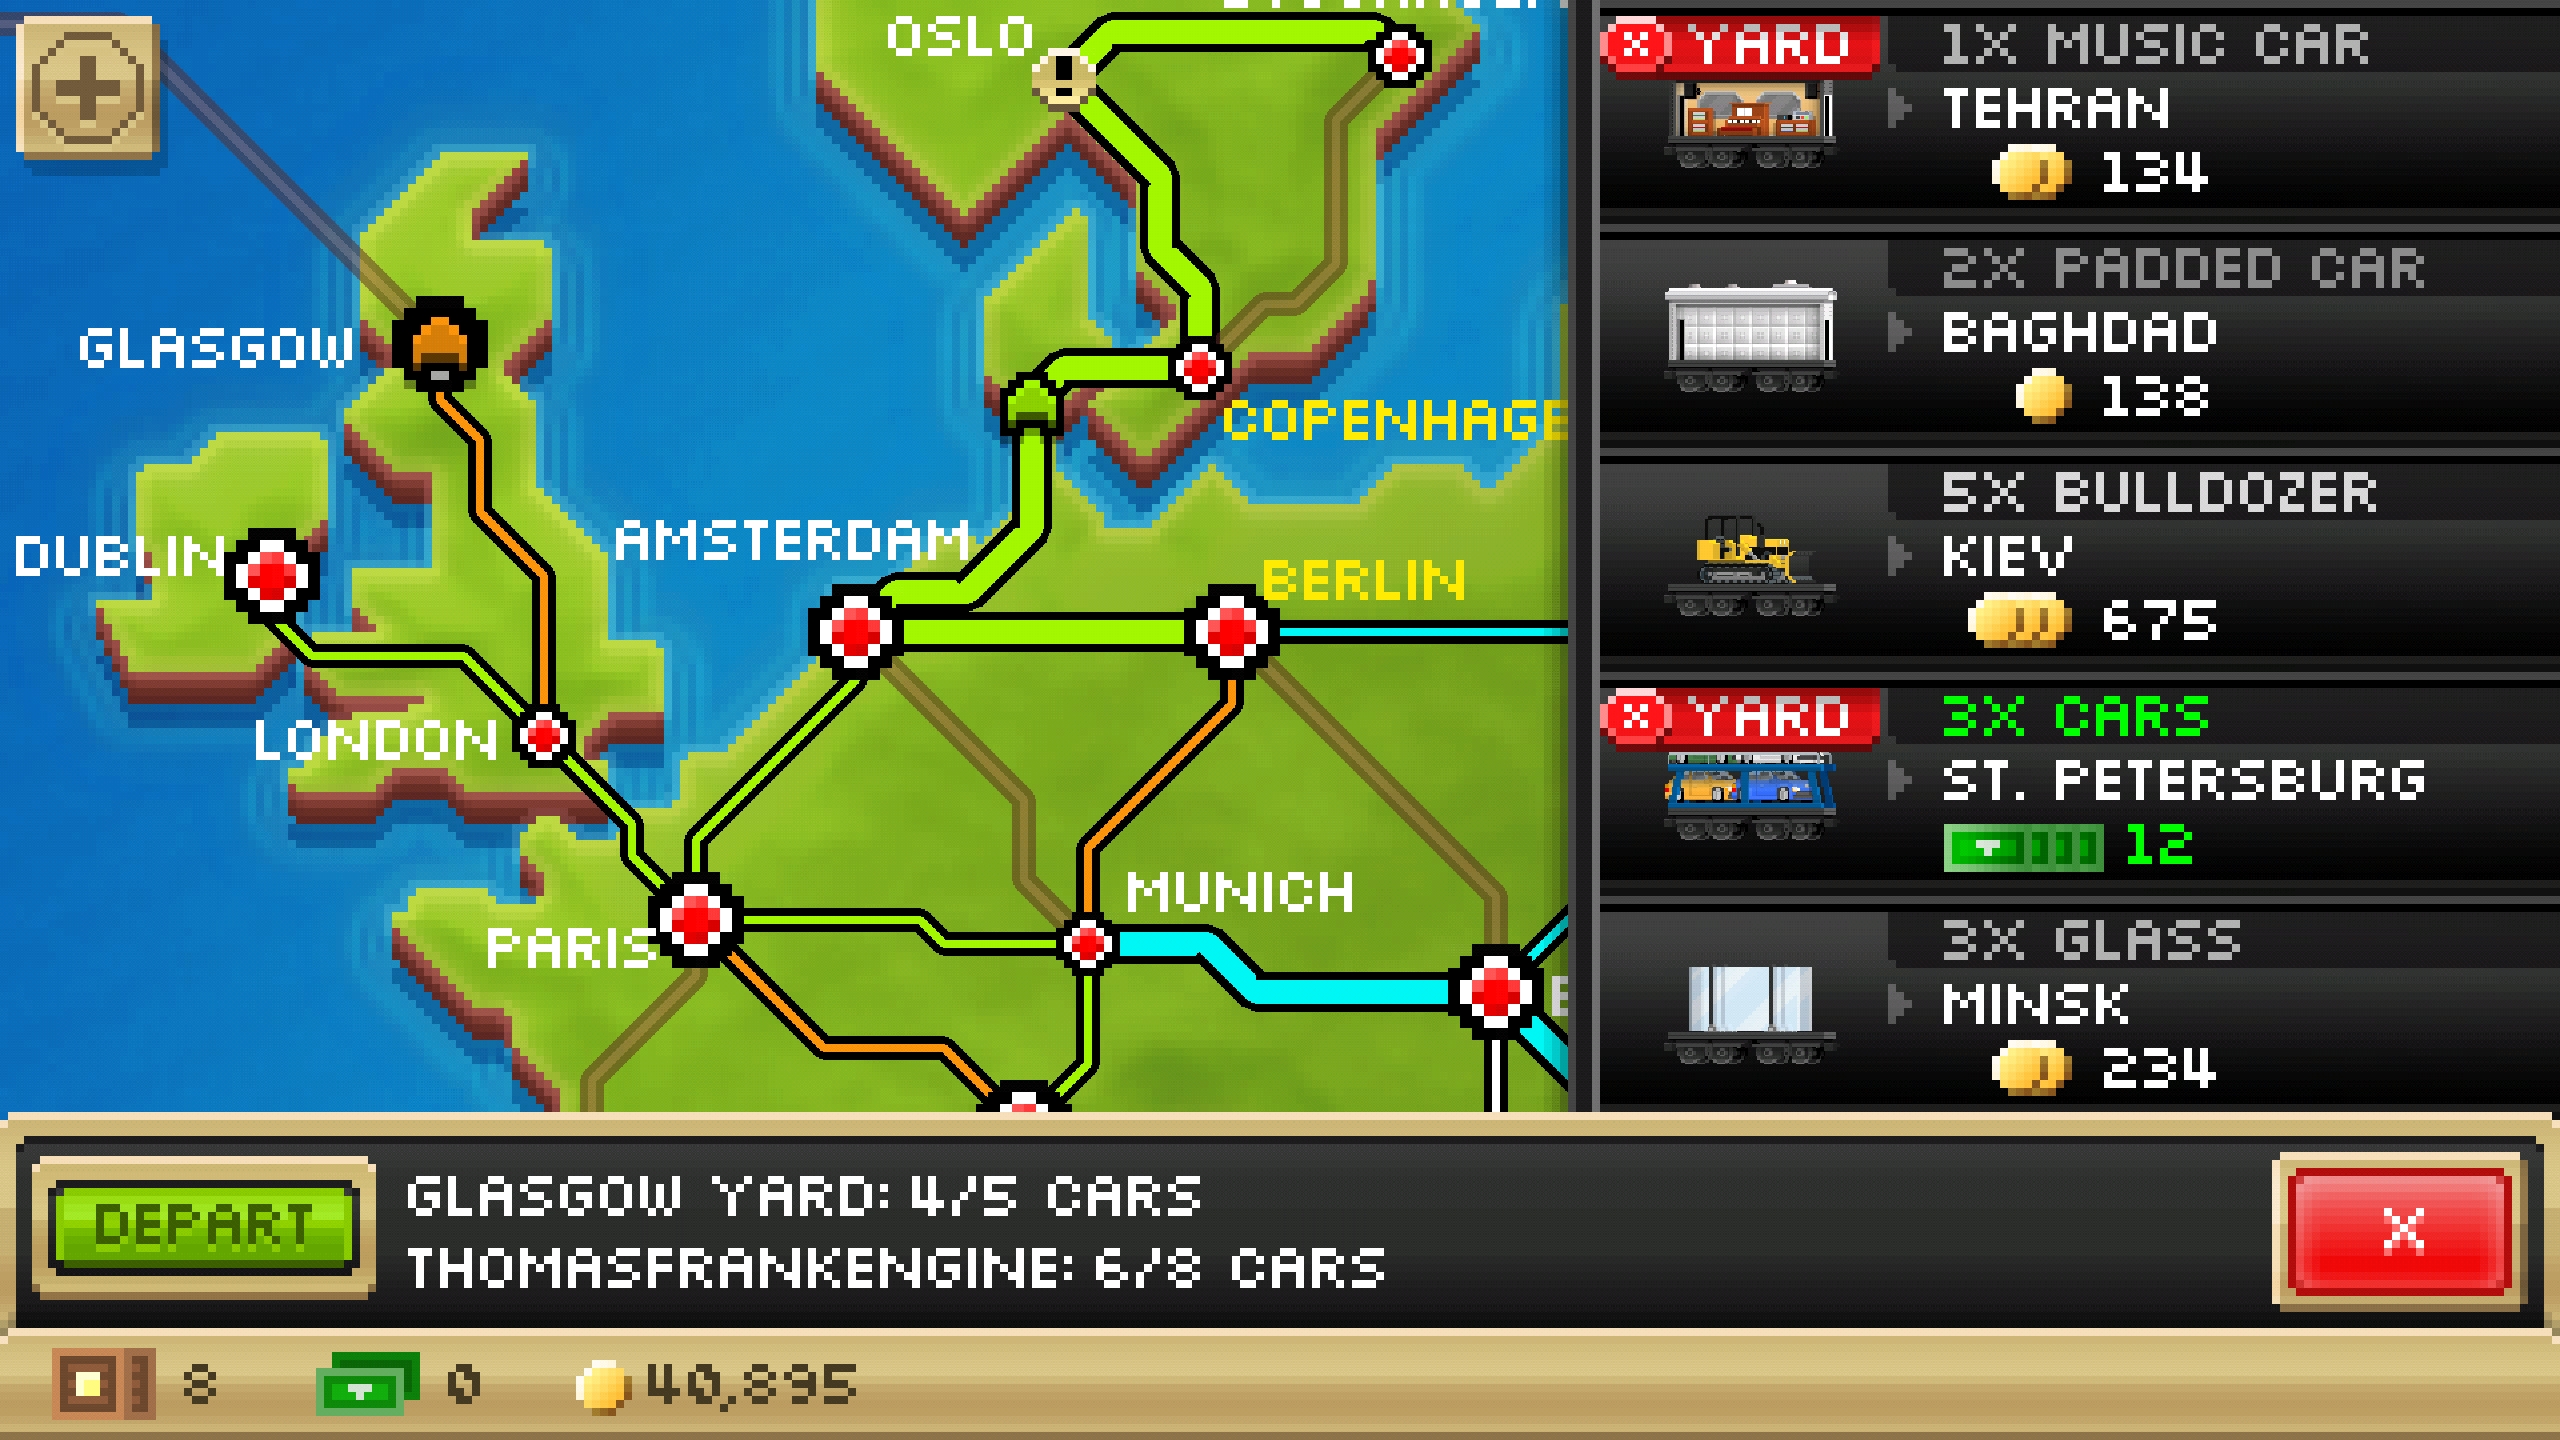 OSLO
GLASGOW
COPENHAGE
DUBLIN
AMSTERDAM
BERLIN
LONDON
MUNICH
PARIS
YARD
1X MUSIC CAR
TEHRAN
134
2X PADDED CAR
BAGHDAD
138
5X BULLDOZER
KIEV
675
YARD
3X CARS
ST. PETERSBURG
12
3X GLASS
MINSK
234
DEPART
GLASGOW YARD: 4/5 CARS
THOMASFRANKENGINE: 6/8 CARS
X
8
0
40,895